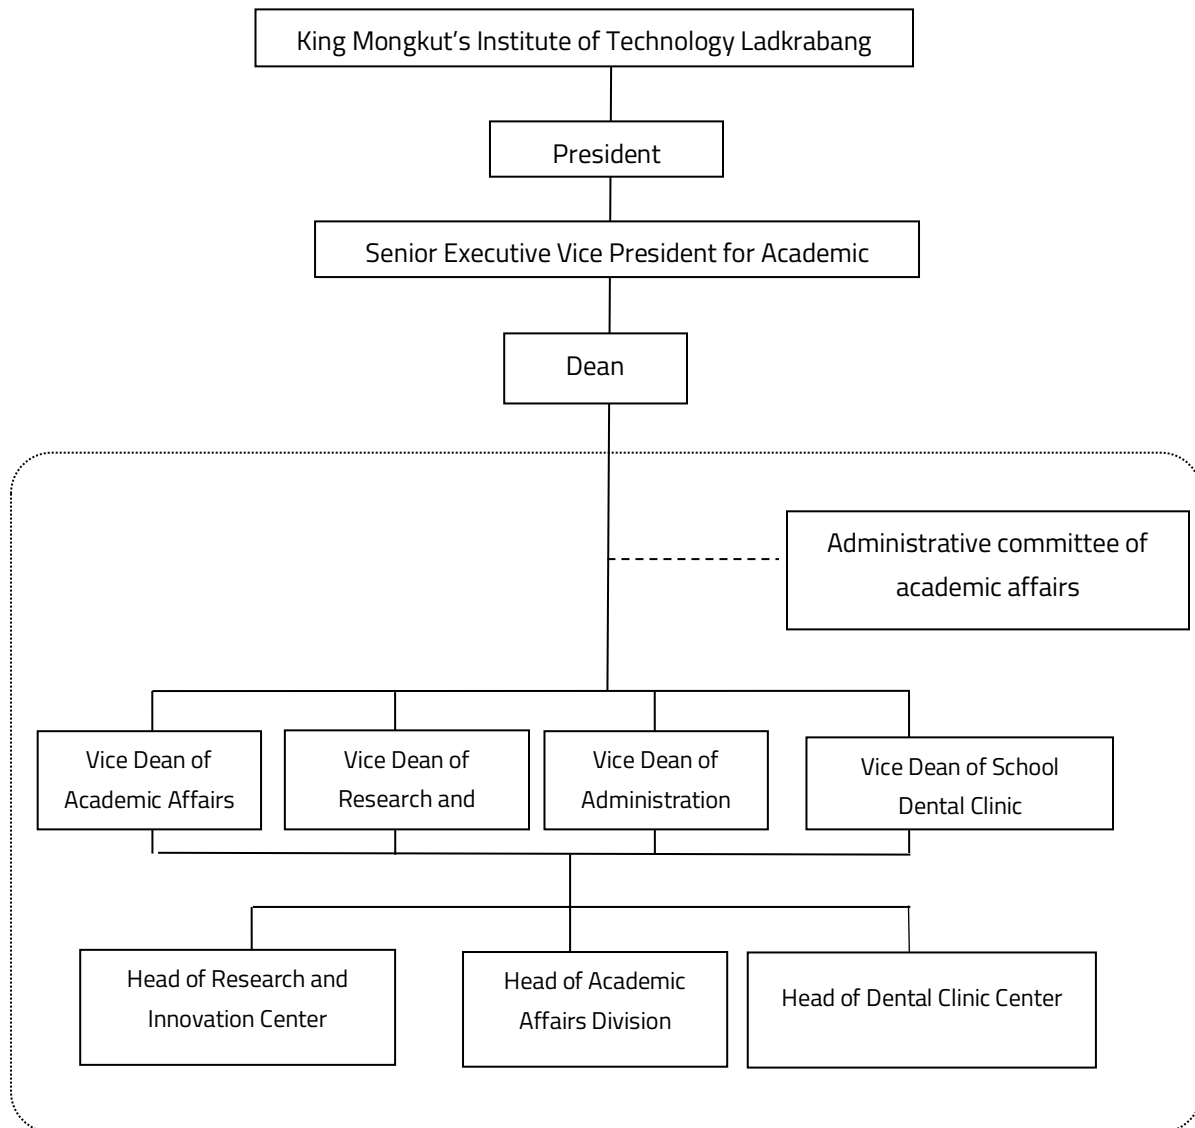 King Mongkut’s Institute of Technology Ladkrabang
President
Senior Executive Vice President for Academic
Dean
Administrative committee of
academic affairs
Vice Dean of
Academic Affairs
Vice Dean of
Research and
Vice Dean of
Administration
Vice Dean of School
Dental Clinic
Head of Research and
Innovation Center
Head of Academic
Affairs Division
Head of Dental Clinic Center